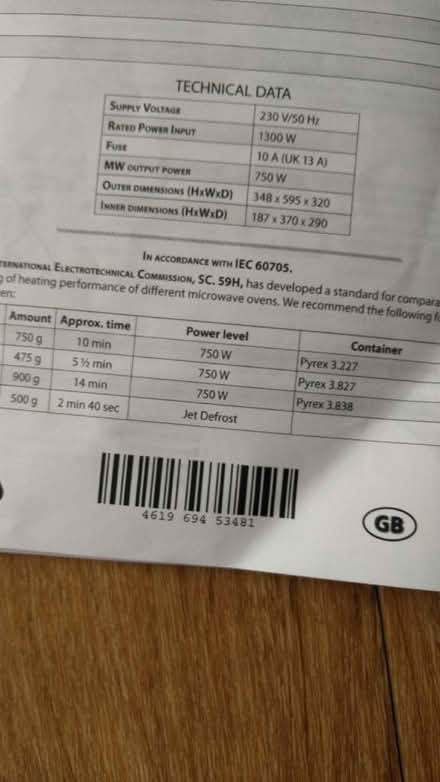 TECHNICAL DATA
SUPPLY VOLTAGE 230 V/50 HZ
RATED POWER INPUT 1300 W
FUSE 10 A (UK 13 A)
MW OUTPUT POWER 750 W
OUTER DIMENSIONS (HXWXD) 348 x 595 x 320
INNER DIMENSIONS (HXWXD) 187 x 370 x 290
IN ACCORDANCE WITH IEC 60705.
TERNATIONAL ELECTROTECHNICAL COMMISSION, SC. 59H, has developed a standard for compara
g of heating performance of different microwave ovens. We recommend the following fo
en:
Amount Approx. time Power level Container
750 g 10 min 750 W Pyrex 3.227
475 g 5 ½ min 750 W Pyrex 3.827
900 g 14 min 750 W Pyrex 3.838
500 g 2 min 40 sec Jet Defrost
4619 694 53481
GB